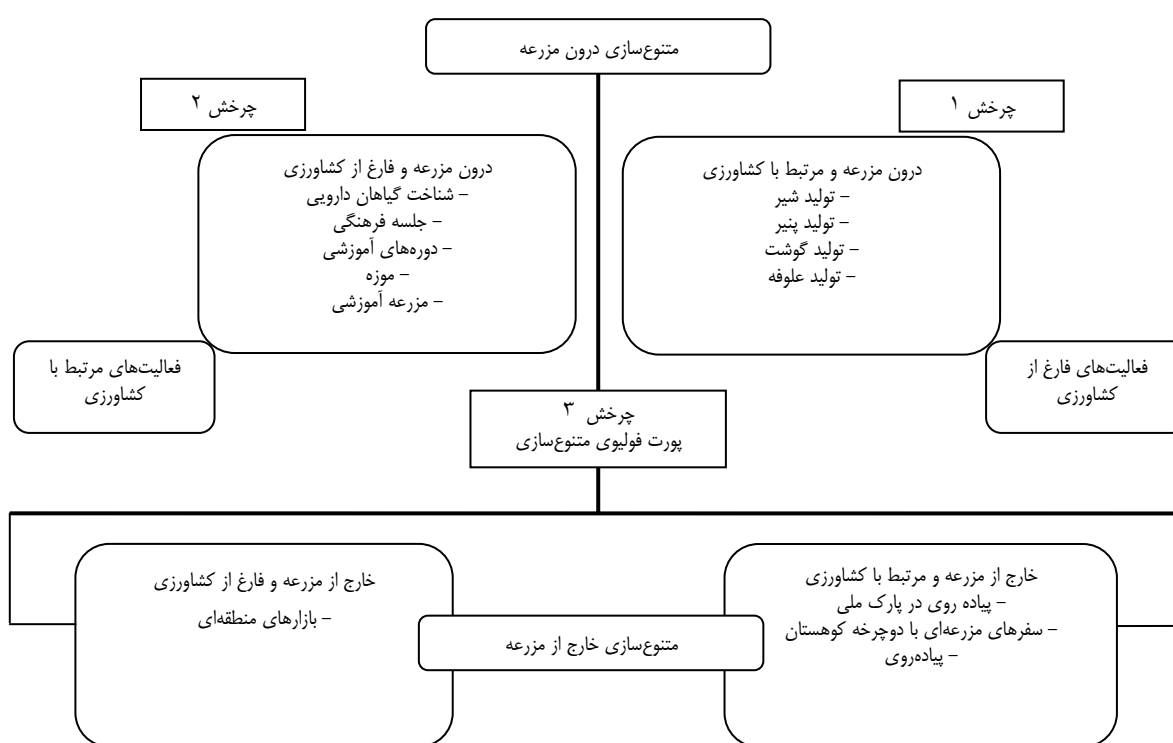 متنوع‌سازی درون مزرعه
چرخش ۱
چرخش ۲
درون مزرعه و مرتبط با کشاورزی
– تولید شیر
– تولید پنیر
– تولید گوشت
– تولید علوفه
درون مزرعه و فارغ از کشاورزی
– شناخت گیاهان دارویی
– جلسه فرهنگی
– دوره‌های آموزشی
– موزه
– مزرعه آموزشی
فعالیت‌های فارغ از
کشاورزی
فعالیت‌های مرتبط با
کشاورزی
چرخش ۳
پورت فولیوی متنوع‌سازی
خارج از مزرعه و مرتبط با کشاورزی
– پیاده روی در پارک ملی
– سفرهای مزرعه‌ای با دوچرخه کوهستان
– پیاده‌روی
خارج از مزرعه و فارغ از کشاورزی
– بازارهای منطقه‌ای
متنوع‌سازی خارج از مزرعه